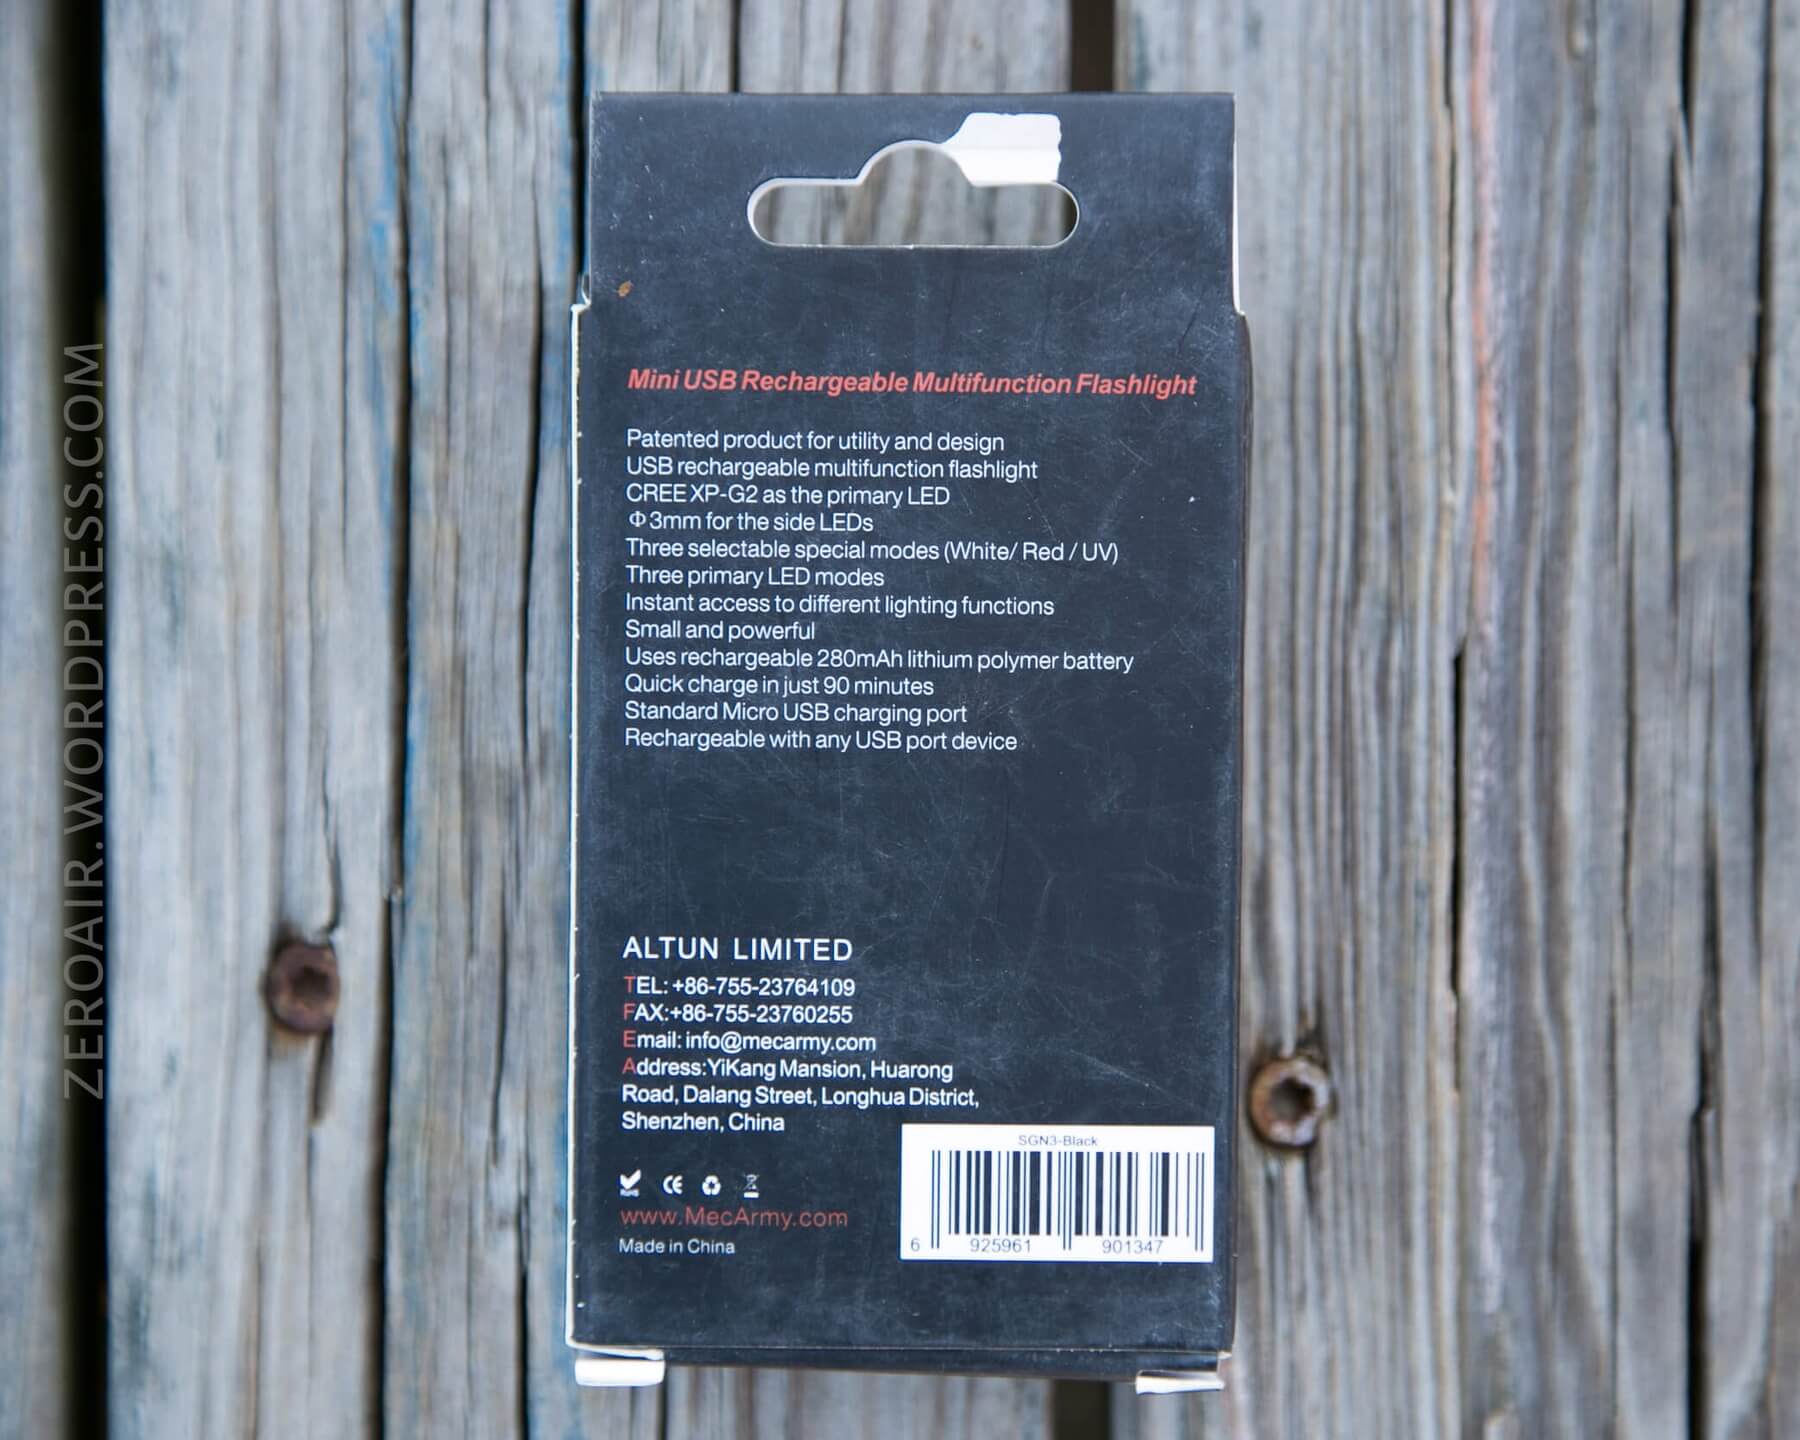 Mini USB Rechargeable Multifunction Flashlight
Patented product for utility and design
USB rechargeable multifunction flashlight
CREE XP-G2 as the primary LED
Φ3mm for the side LEDs
Three selectable special modes (White/ Red / UV)
Three primary LED modes
Instant access to different lighting functions
Small and powerful
Uses rechargeable 280mAh lithium polymer battery
Quick charge in just 90 minutes
Standard Micro USB charging port
Rechargeable with any USB port device
ALTUN LIMITED
TEL: +86-755-23764109
FAX:+86-755-23760255
Email: info@mecarmy.com
Address:YiKang Mansion, Huarong
Road, Dalang Street, Longhua District,
Shenzhen, China
RoHS CE
www.MecArmy.com
Made in China
SGN3-Black
6 925961 901347
ZEROAIR.WORDPRESS.COM